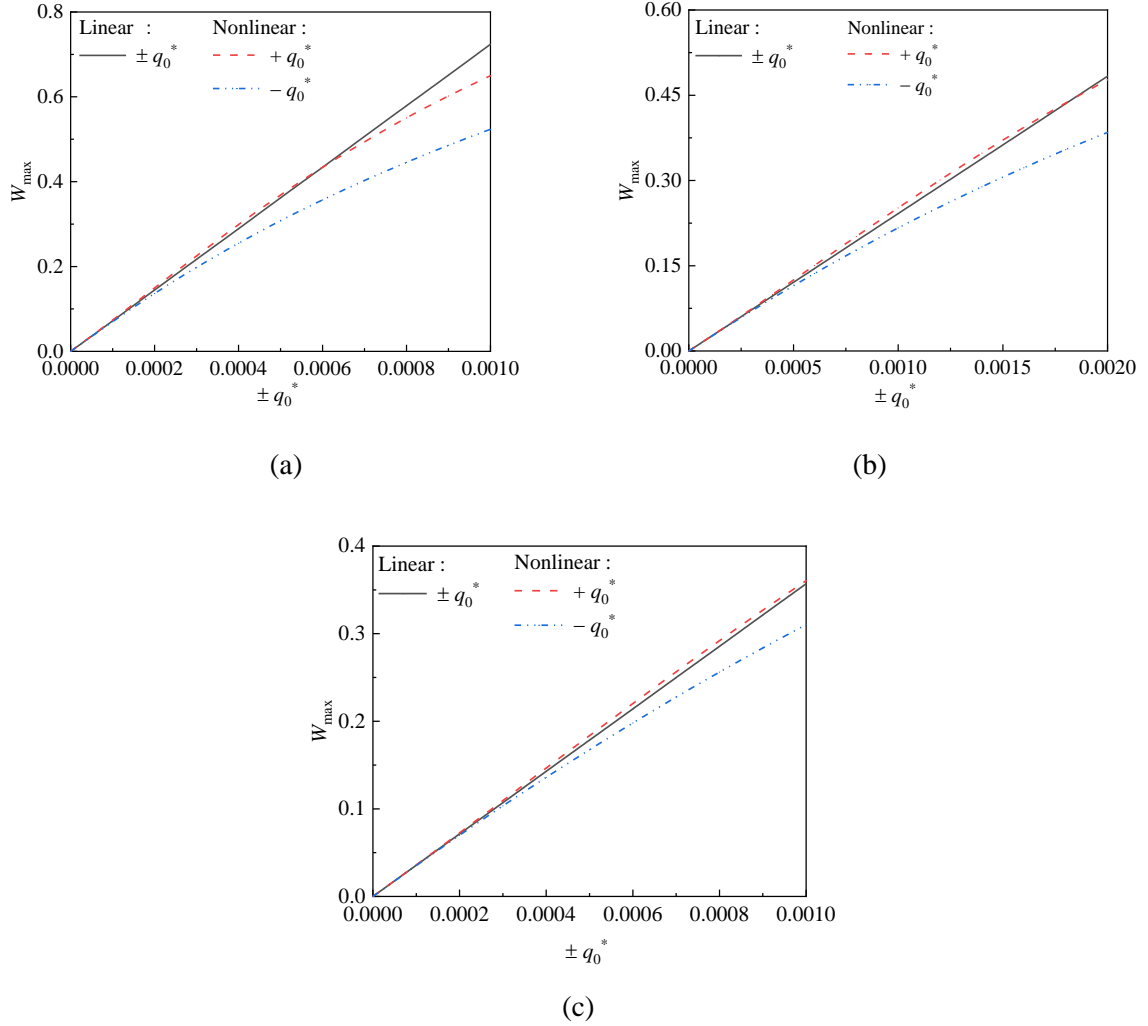 Linear : Nonlinear :
± q₀* + q₀*
− q₀*
0.8
0.6
0.4
0.2
0.0
W_max
0.0000 0.0002 0.0004 0.0006 0.0008 0.0010
± q₀*
(a)
Linear : Nonlinear :
± q₀* + q₀*
− q₀*
0.60
0.45
0.30
0.15
0.00
W_max
0.0000 0.0005 0.0010 0.0015 0.0020
± q₀*
(b)
Linear : Nonlinear :
± q₀* + q₀*
− q₀*
0.4
0.3
0.2
0.1
0.0
W_max
0.0000 0.0002 0.0004 0.0006 0.0008 0.0010
± q₀*
(c)